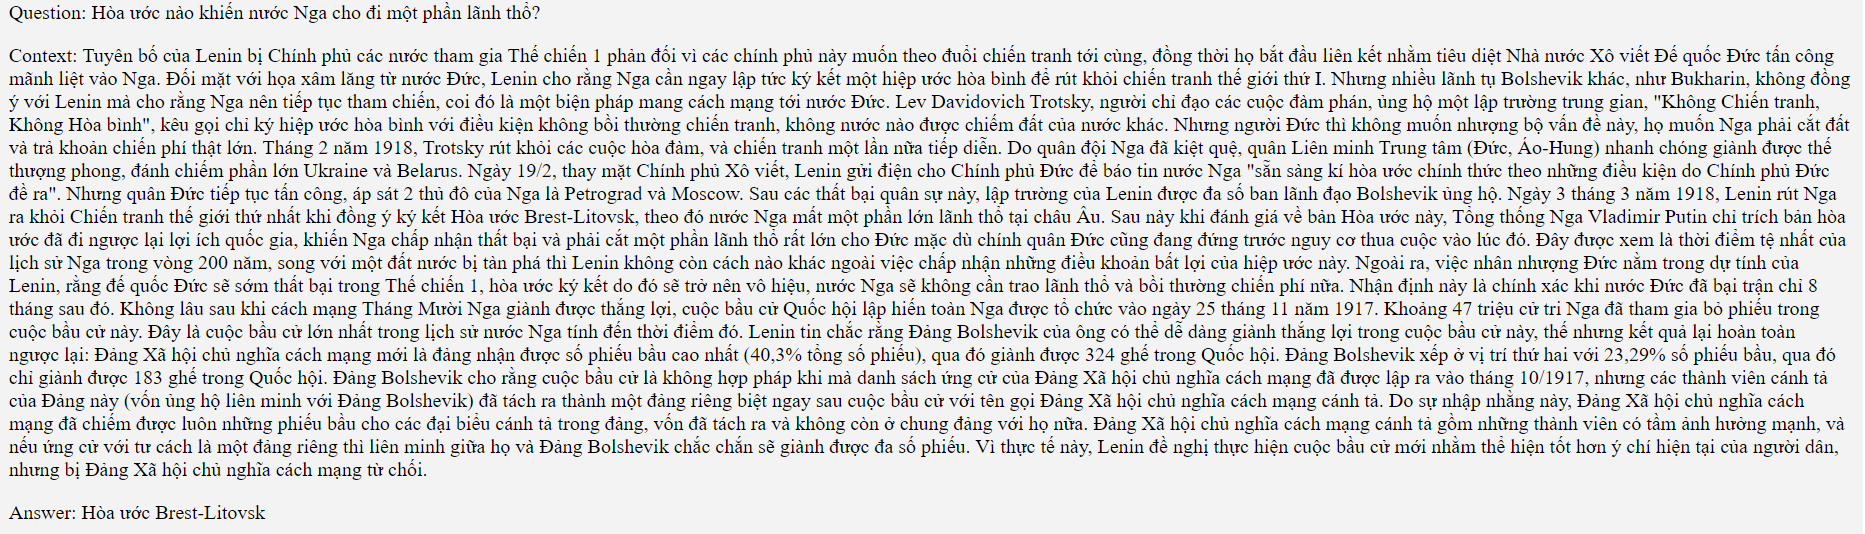 Question: Hòa ước nào khiến nước Nga cho đi một phần lãnh thổ?
Context: Tuyên bố của Lenin bị Chính phủ các nước tham gia Thế chiến 1 phản đối vì các chính phủ này muốn theo đuổi chiến tranh tới cùng, đồng thời họ bắt đầu liên kết nhằm tiêu diệt Nhà nước Xô viết Đế quốc Đức tấn công
mãnh liệt vào Nga. Đối mặt với họa xâm lăng từ nước Đức, Lenin cho rằng Nga cần ngay lập tức ký kết một hiệp ước hòa bình để rút khỏi chiến tranh thế giới thứ I. Nhưng nhiều lãnh tụ Bolshevik khác, như Bukharin, không đồng
ý với Lenin mà cho rằng Nga nên tiếp tục tham chiến, coi đó là một biện pháp mang cách mạng tới nước Đức. Lev Davidovich Trotsky, người chỉ đạo các cuộc đàm phán, ủng hộ một lập trường trung gian, "Không Chiến tranh,
Không Hòa bình", kêu gọi chỉ ký hiệp ước hòa bình với điều kiện không bồi thường chiến tranh, không nước nào được chiếm đất của nước khác. Nhưng người Đức thì không muốn nhượng bộ vấn đề này, họ muốn Nga phải cắt đất
và trả khoản chiến phí thật lớn. Tháng 2 năm 1918, Trotsky rút khỏi các cuộc hòa đàm, và chiến tranh một lần nữa tiếp diễn. Do quân đội Nga đã kiệt quệ, quân Liên minh Trung tâm (Đức, Áo-Hung) nhanh chóng giành được thế
thượng phong, đánh chiếm phần lớn Ukraine và Belarus. Ngày 19/2, thay mặt Chính phủ Xô viết, Lenin gửi điện cho Chính phủ Đức để báo tin nước Nga "sẵn sàng kí hòa ước chính thức theo những điều kiện do Chính phủ Đức
đề ra". Nhưng quân Đức tiếp tục tấn công, áp sát 2 thủ đô của Nga là Petrograd và Moscow. Sau các thất bại quân sự này, lập trường của Lenin được đa số ban lãnh đạo Bolshevik ủng hộ. Ngày 3 tháng 3 năm 1918, Lenin rút Nga
ra khỏi Chiến tranh thế giới thứ nhất khi đồng ý ký kết Hòa ước Brest-Litovsk, theo đó nước Nga mất một phần lớn lãnh thổ tại châu Âu. Sau này khi đánh giá về bản Hòa ước này, Tổng thống Nga Vladimir Putin chỉ trích bản hòa
ước đã đi ngược lại lợi ích quốc gia, khiến Nga chấp nhận thất bại và phải cắt một phần lãnh thổ rất lớn cho Đức mặc dù chính quân Đức cũng đang đứng trước nguy cơ thua cuộc vào lúc đó. Đây được xem là thời điểm tệ nhất của
lịch sử Nga trong vòng 200 năm, song với một đất nước bị tàn phá thì Lenin không còn cách nào khác ngoài việc chấp nhận những điều khoản bất lợi của hiệp ước này. Ngoài ra, việc nhân nhượng Đức nằm trong dự tính của
Lenin, rằng đế quốc Đức sẽ sớm thất bại trong Thế chiến 1, hòa ước ký kết do đó sẽ trở nên vô hiệu, nước Nga sẽ không cần trao lãnh thổ và bồi thường chiến phí nữa. Nhận định này là chính xác khi nước Đức đã bại trận chỉ 8
tháng sau đó. Không lâu sau khi cách mạng Tháng Mười Nga giành được thắng lợi, cuộc bầu cử Quốc hội lập hiến toàn Nga được tổ chức vào ngày 25 tháng 11 năm 1917. Khoảng 47 triệu cử tri Nga đã tham gia bỏ phiếu trong
cuộc bầu cử này. Đây là cuộc bầu cử lớn nhất trong lịch sử nước Nga tính đến thời điểm đó. Lenin tin chắc rằng Đảng Bolshevik của ông có thể dễ dàng giành thắng lợi trong cuộc bầu cử này, thế nhưng kết quả lại hoàn toàn
ngược lại: Đảng Xã hội chủ nghĩa cách mạng mới là đảng nhận được số phiếu bầu cao nhất (40,3% tổng số phiếu), qua đó giành được 324 ghế trong Quốc hội. Đảng Bolshevik xếp ở vị trí thứ hai với 23,29% số phiếu bầu, qua đó
chỉ giành được 183 ghế trong Quốc hội. Đảng Bolshevik cho rằng cuộc bầu cử là không hợp pháp khi mà danh sách ứng cử của Đảng Xã hội chủ nghĩa cách mạng đã được lập ra vào tháng 10/1917, nhưng các thành viên cánh tả
của Đảng này (vốn ủng hộ liên minh với Đảng Bolshevik) đã tách ra thành một đảng riêng biệt ngay sau cuộc bầu cử với tên gọi Đảng Xã hội chủ nghĩa cách mạng cánh tả. Do sự nhập nhằng này, Đảng Xã hội chủ nghĩa cách
mạng đã chiếm được luôn những phiếu bầu cho các đại biểu cánh tả trong đảng, vốn đã tách ra và không còn ở chung đảng với họ nữa. Đảng Xã hội chủ nghĩa cách mạng cánh tả gồm những thành viên có tầm ảnh hưởng mạnh, và
nếu ứng cử với tư cách là một đảng riêng thì liên minh giữa họ và Đảng Bolshevik chắc chắn sẽ giành được đa số phiếu. Vì thực tế này, Lenin đề nghị thực hiện cuộc bầu cử mới nhằm thể hiện tốt hơn ý chí hiện tại của người dân,
nhưng bị Đảng Xã hội chủ nghĩa cách mạng từ chối.
Answer: Hòa ước Brest-Litovsk